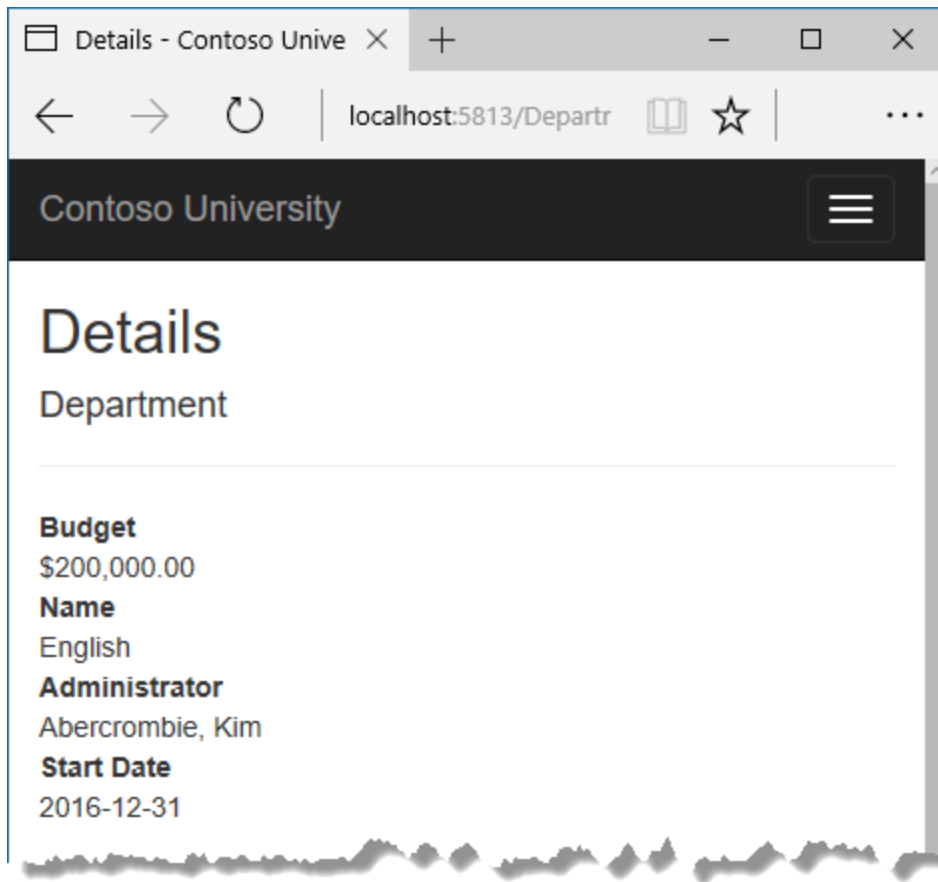 Details - Contoso Unive
localhost:5813/Departr
Contoso University
Details
Department
Budget
$200,000.00
Name
English
Administrator
Abercrombie, Kim
Start Date
2016-12-31